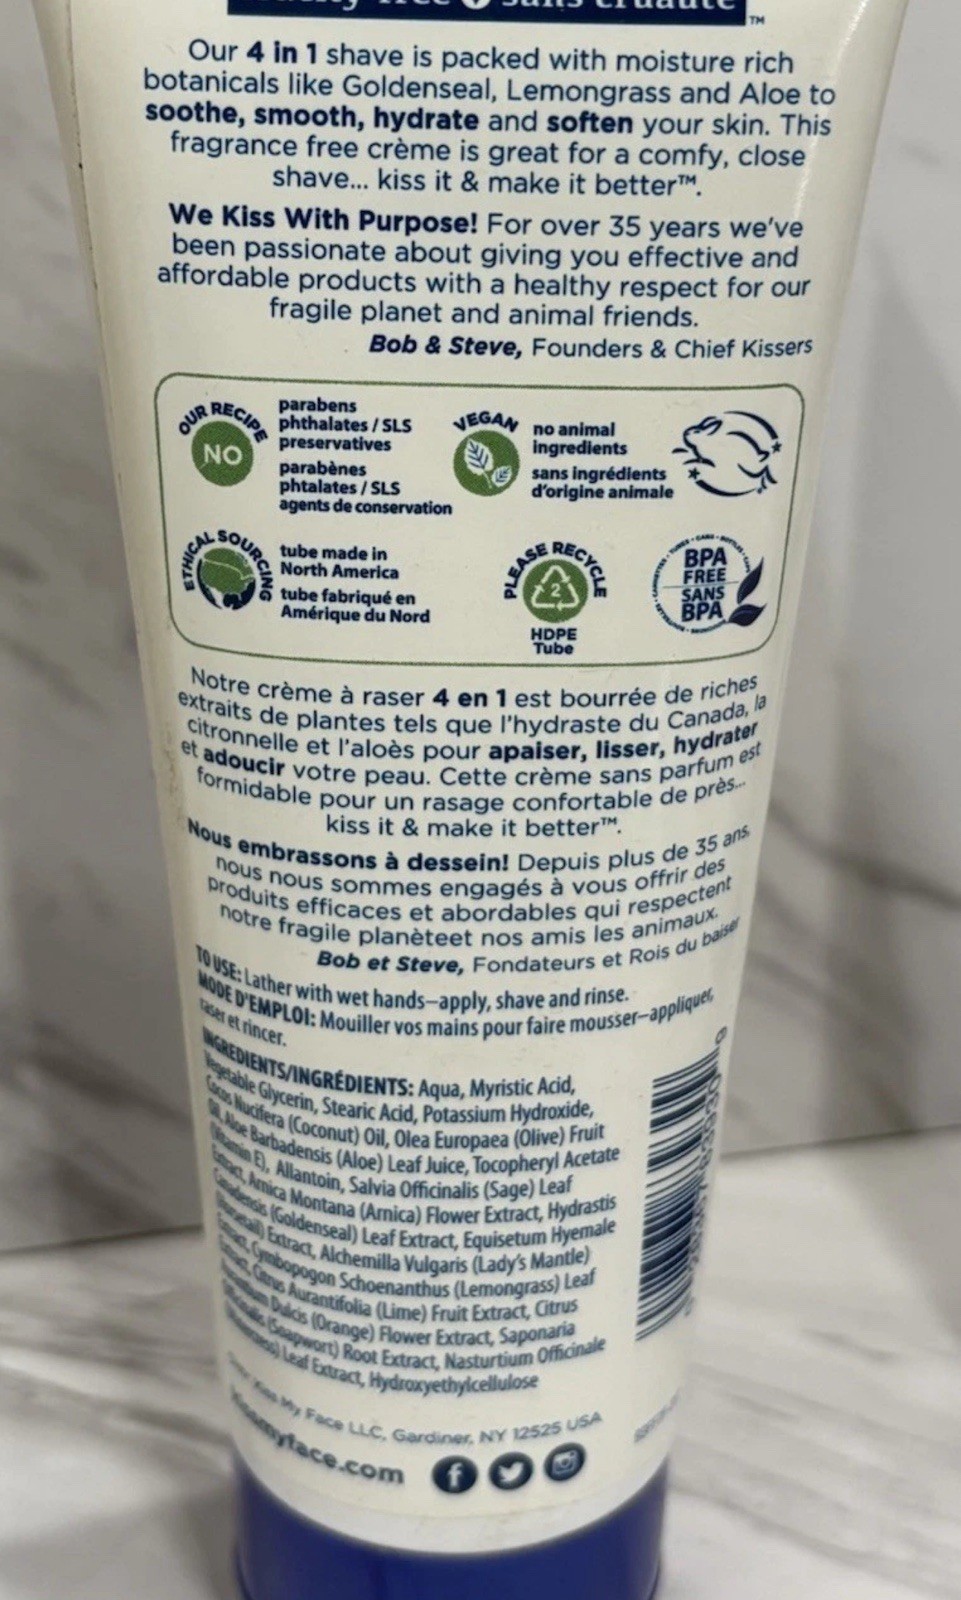 sans cruauté
TM
Our 4 in 1 shave is packed with moisture rich
botanicals like Goldenseal, Lemongrass and Aloe to
soothe, smooth, hydrate and soften your skin. This
fragrance free crème is great for a comfy, close
shave... kiss it & make it better™.
We Kiss With Purpose! For over 35 years we've
been passionate about giving you effective and
affordable products with a healthy respect for our
fragile planet and animal friends.
Bob & Steve, Founders & Chief Kissers
OUR RECIPE
NO
parabens
phthalates / SLS
preservatives
parabènes
phtalates / SLS
agents de conservation
VEGAN
no animal
ingredients
sans ingrédients
d'origine animale
ETHICAL SOURCING
tube made in
North America
tube fabriqué en
Amérique du Nord
PLEASE RECYCLE
2
HDPE
Tube
BPA
FREE
SANS
BPA
Notre crème à raser 4 en 1 est bourrée de riches
extraits de plantes tels que l'hydraste du Canada, la
citronnelle et l'aloès pour apaiser, lisser, hydrater
et adoucir votre peau. Cette crème sans parfum est
formidable pour un rasage confortable de près...
kiss it & make it better™.
Nous embrassons à dessein! Depuis plus de 35 ans,
nous nous sommes engagés à vous offrir des
produits efficaces et abordables qui respectent
notre fragile planèteet nos amis les animaux.
Bob et Steve, Fondateurs et Rois du baiser
TO USE: Lather with wet hands–apply, shave and rinse.
MODE D'EMPLOI: Mouiller vos mains pour faire mousser–appliquer,
raser et rincer.
INGREDIENTS/INGRÉDIENTS: Aqua, Myristic Acid,
Vegetable Glycerin, Stearic Acid, Potassium Hydroxide,
Cocos Nucifera (Coconut) Oil, Olea Europaea (Olive) Fruit
Oil, Aloe Barbadensis (Aloe) Leaf Juice, Tocopheryl Acetate
(Vitamin E), Allantoin, Salvia Officinalis (Sage) Leaf
Extract, Arnica Montana (Arnica) Flower Extract, Hydrastis
Canadensis (Goldenseal) Leaf Extract, Equisetum Hyemale
(Horsetail) Extract, Alchemilla Vulgaris (Lady's Mantle)
Extract, Cymbopogon Schoenanthus (Lemongrass) Leaf
Extract, Citrus Aurantifolia (Lime) Fruit Extract, Citrus
Aurantium Dulcis (Orange) Flower Extract, Saponaria
Officinalis (Soapwort) Root Extract, Nasturtium Officinale
Leaf Extract, Hydroxyethylcellulose
Kiss My Face LLC, Gardiner, NY 12525 USA
kissmyface.com